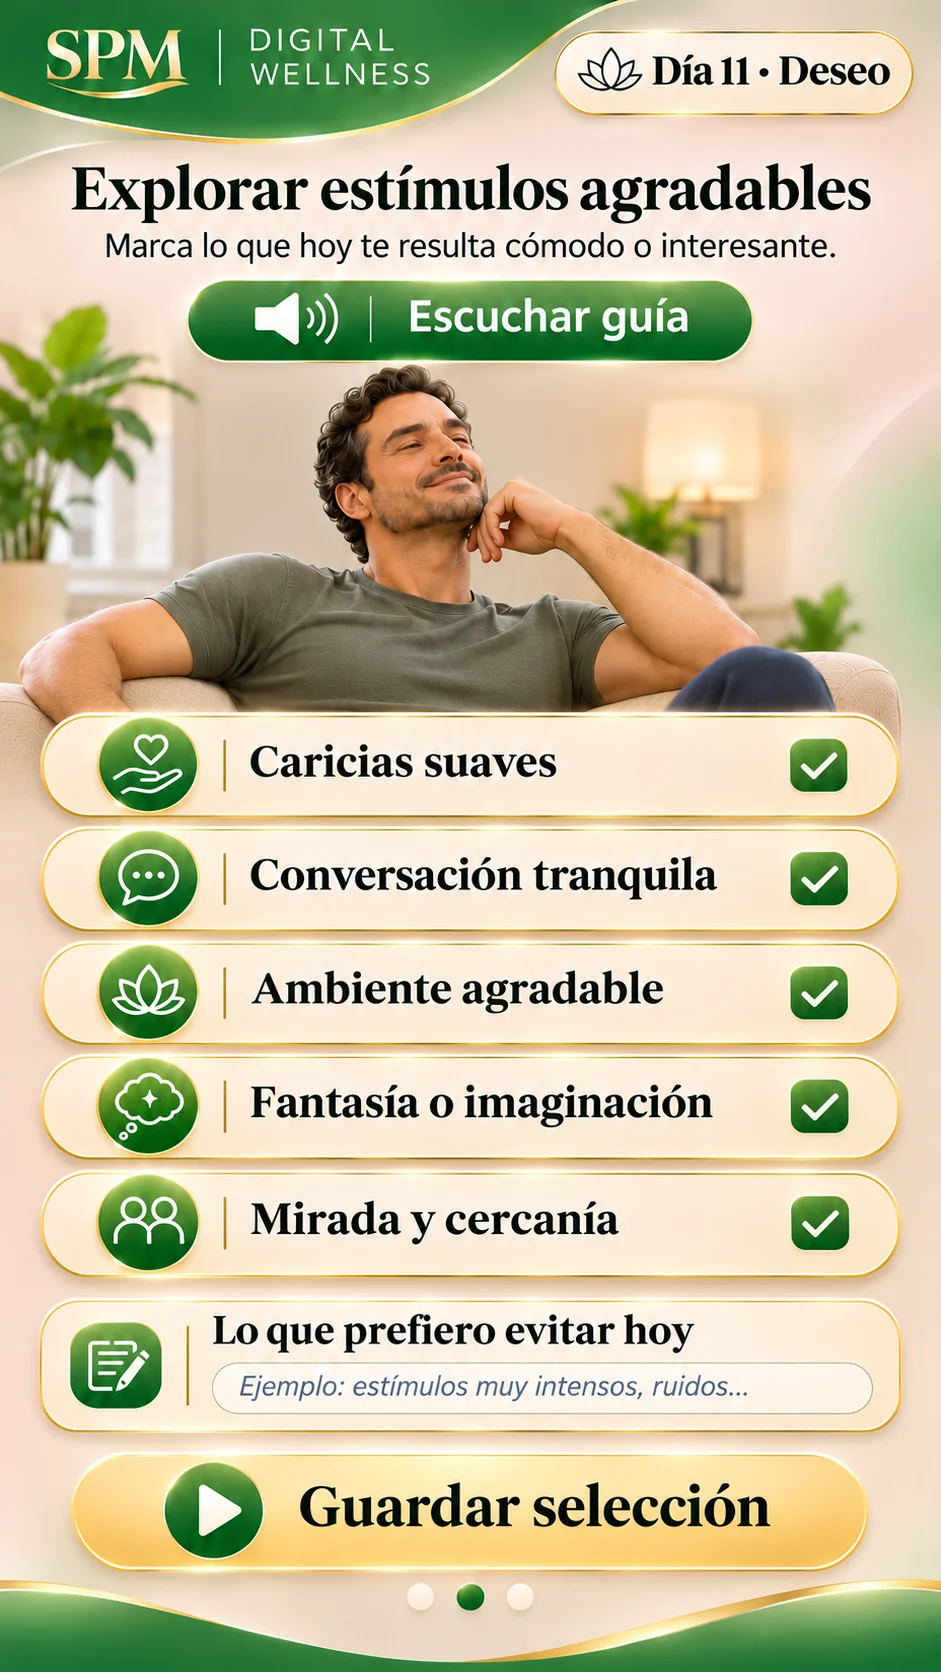 SPM
DIGITAL
WELLNESS
Día 11 • Deseo
Explorar estímulos agradables
Marca lo que hoy te resulta cómodo o interesante.
Escuchar guía
Caricias suaves
Conversación tranquila
Ambiente agradable
Fantasía o imaginación
Mirada y cercanía
Lo que prefiero evitar hoy
Ejemplo: estímulos muy intensos, ruidos...
Guardar selección